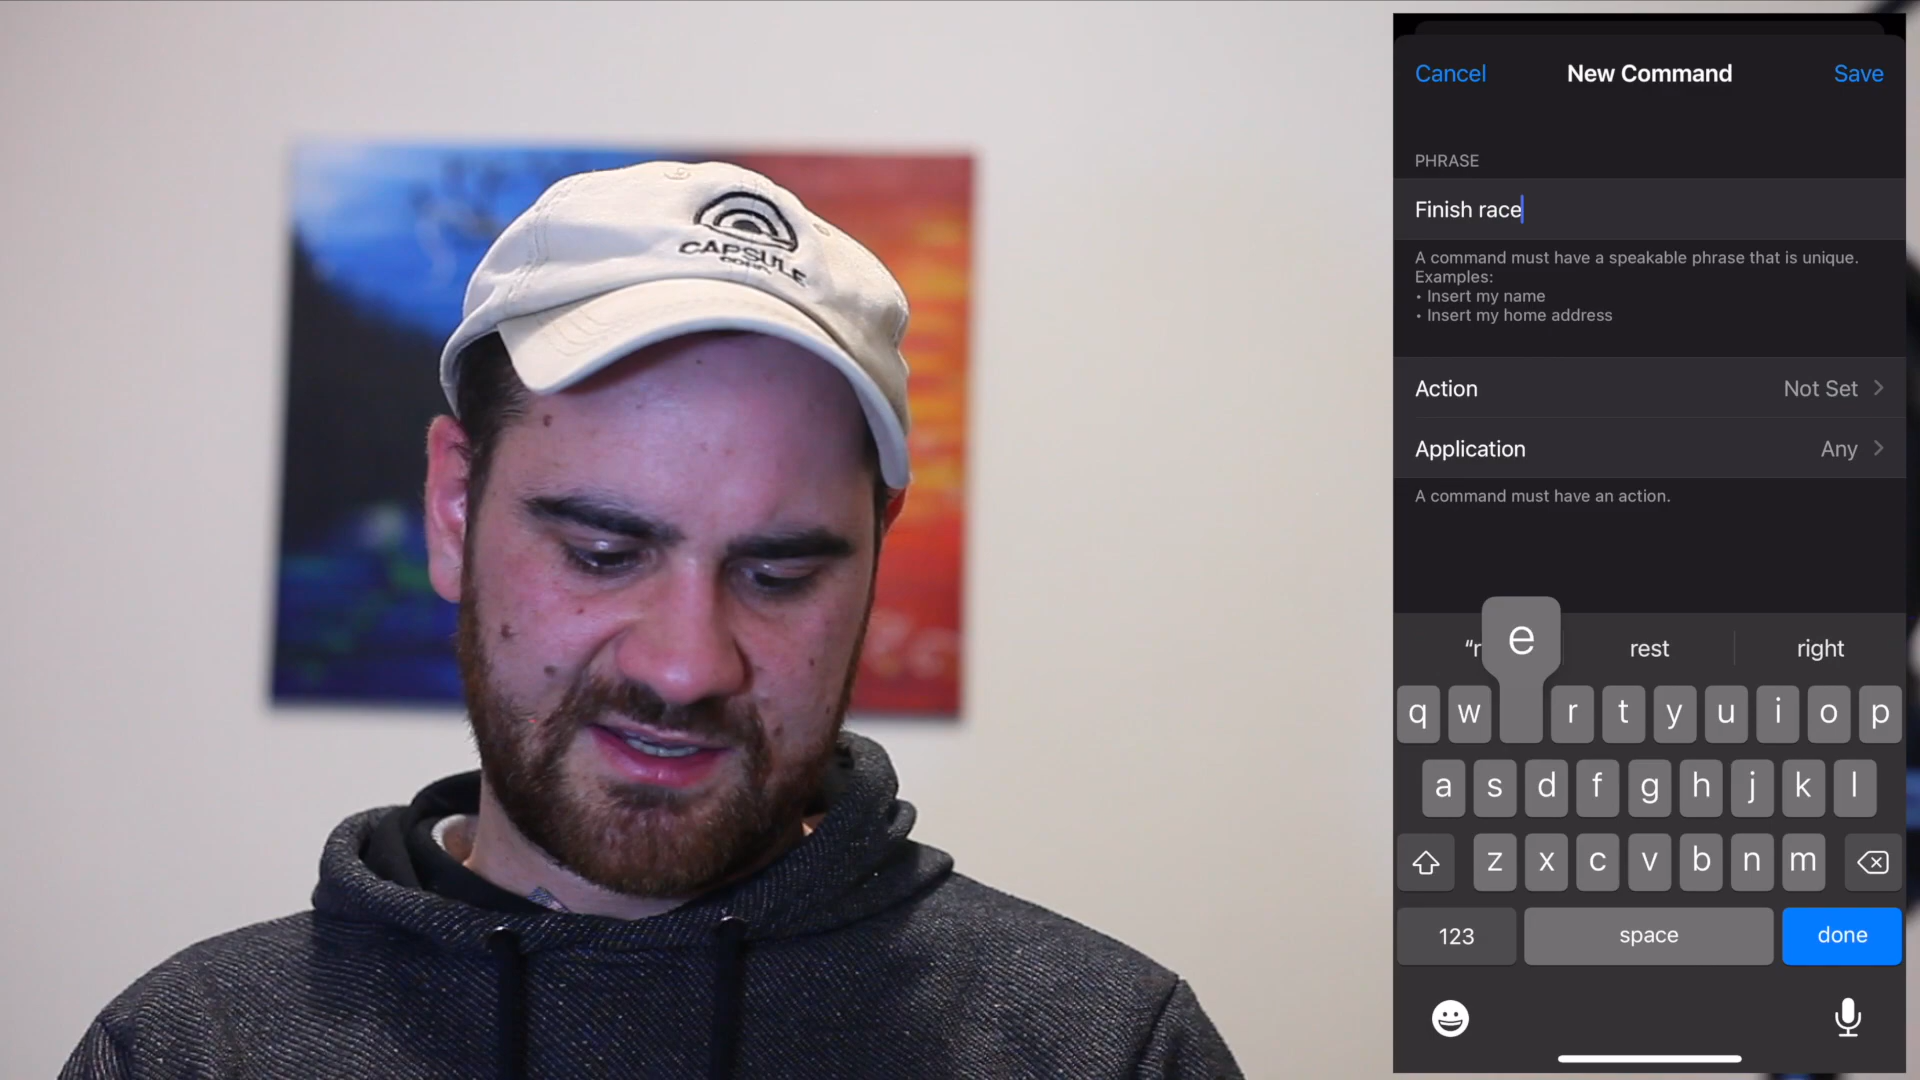 CAPSULE
CORP.
Cancel New Command Save
PHRASE
Finish race
A command must have a speakable phrase that is unique.
Examples:
• Insert my name
• Insert my home address
Action Not Set
Application Any
A command must have an action.
“r e rest right
q w r t y u i o p
a s d f g h j k l
z x c v b n m
123 space done